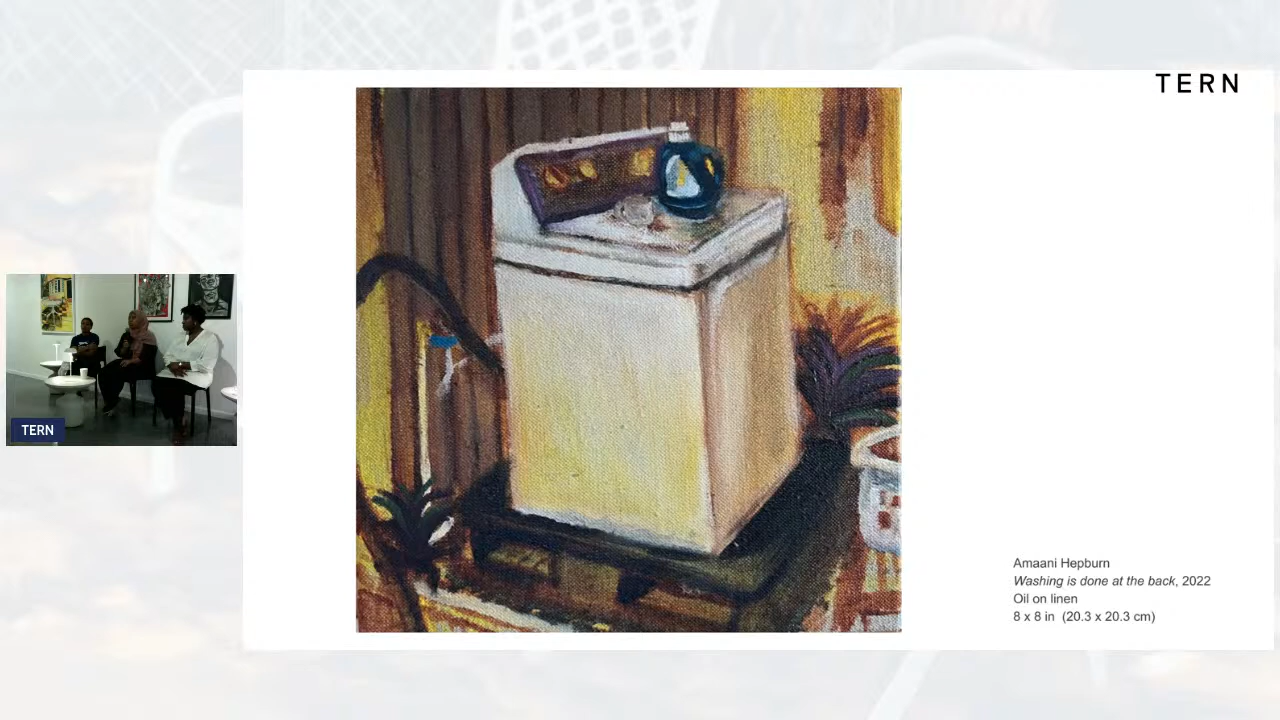 TERN
TERN
Amaani Hepburn
Washing is done at the back, 2022
Oil on linen
8 x 8 in (20.3 x 20.3 cm)